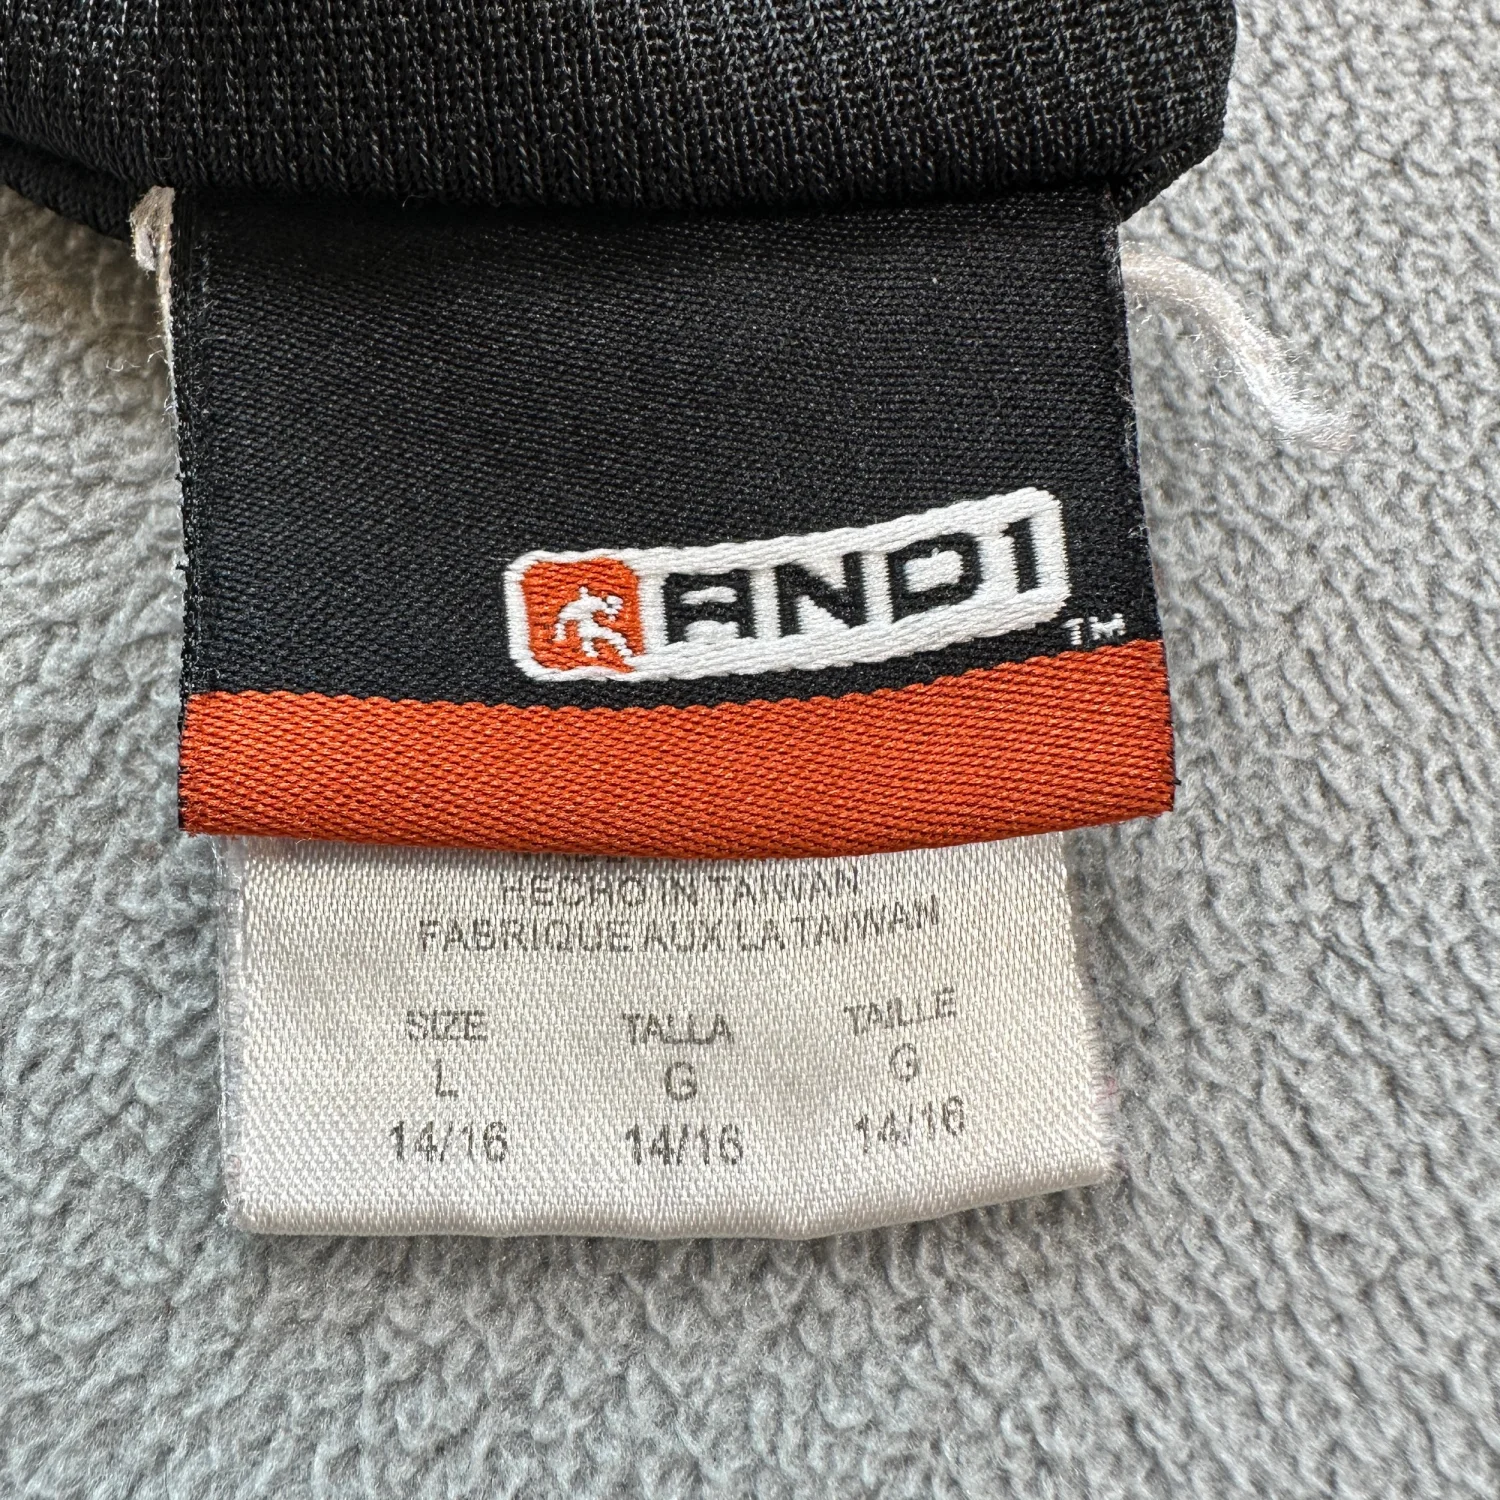 AND1
TM
HECHO IN TAIWAN
FABRIQUE AUX LA TAIWAN
SIZE TALLA TAILLE
L G G
14/16 14/16 14/16